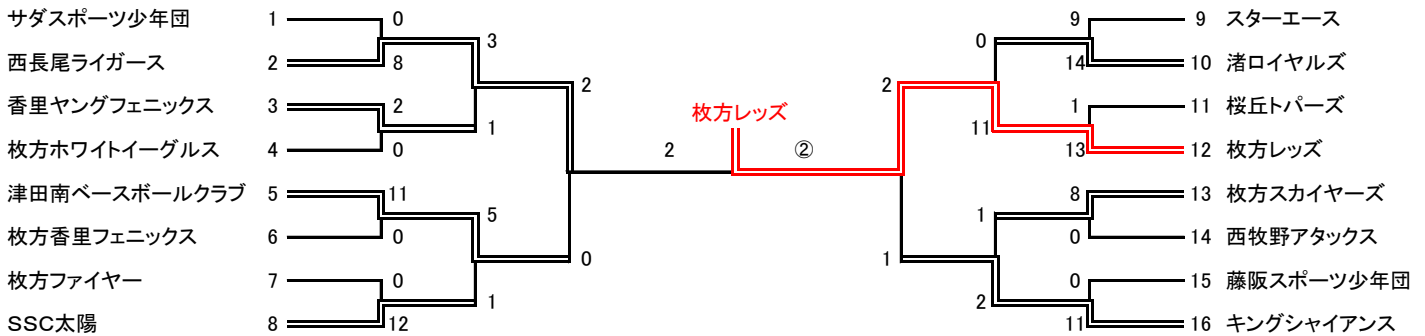 サダスポーツ少年団 1 0 9 9 スターエース
3 0
西長尾ライガース 2 8 14 10 渚ロイヤルズ
2 2
香里ヤングフェニックス 3 2 1 11 桜丘トパーズ
枚方レッズ
1 11
枚方ホワイトイーグルス 4 0 2 ② 13 12 枚方レッズ
津田南ベースボールクラブ 5 11 8 13 枚方スカイヤーズ
5 1
枚方香里フェニックス 6 0 0 14 西牧野アタックス
0 1
枚方ファイヤー 7 0 0 15 藤阪スポーツ少年団
1 2
SSC太陽 8 12 11 16 キングシャイアンス